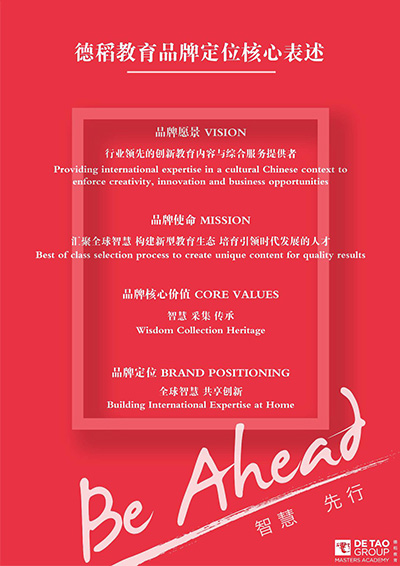 德稻教育品牌定位核心表述
品牌愿景 VISION
行业领先的创新教育内容与综合服务提供者
Providing international expertise in a cultural Chinese context to
enforce creativity, innovation and business opportunities
品牌使命 MISSION
汇聚全球智慧 构建新型教育生态 培育引领时代发展的人才
Best of class selection process to create unique content for quality results
品牌核心价值 CORE VALUES
智慧 采集 传承
Wisdom Collection Heritage
品牌定位 BRAND POSITIONING
全球智慧 共享创新
Building International Expertise at Home
Be Ahead
智慧 先行
DE TAO
GROUP
MASTERS ACADEMY
德稻教育